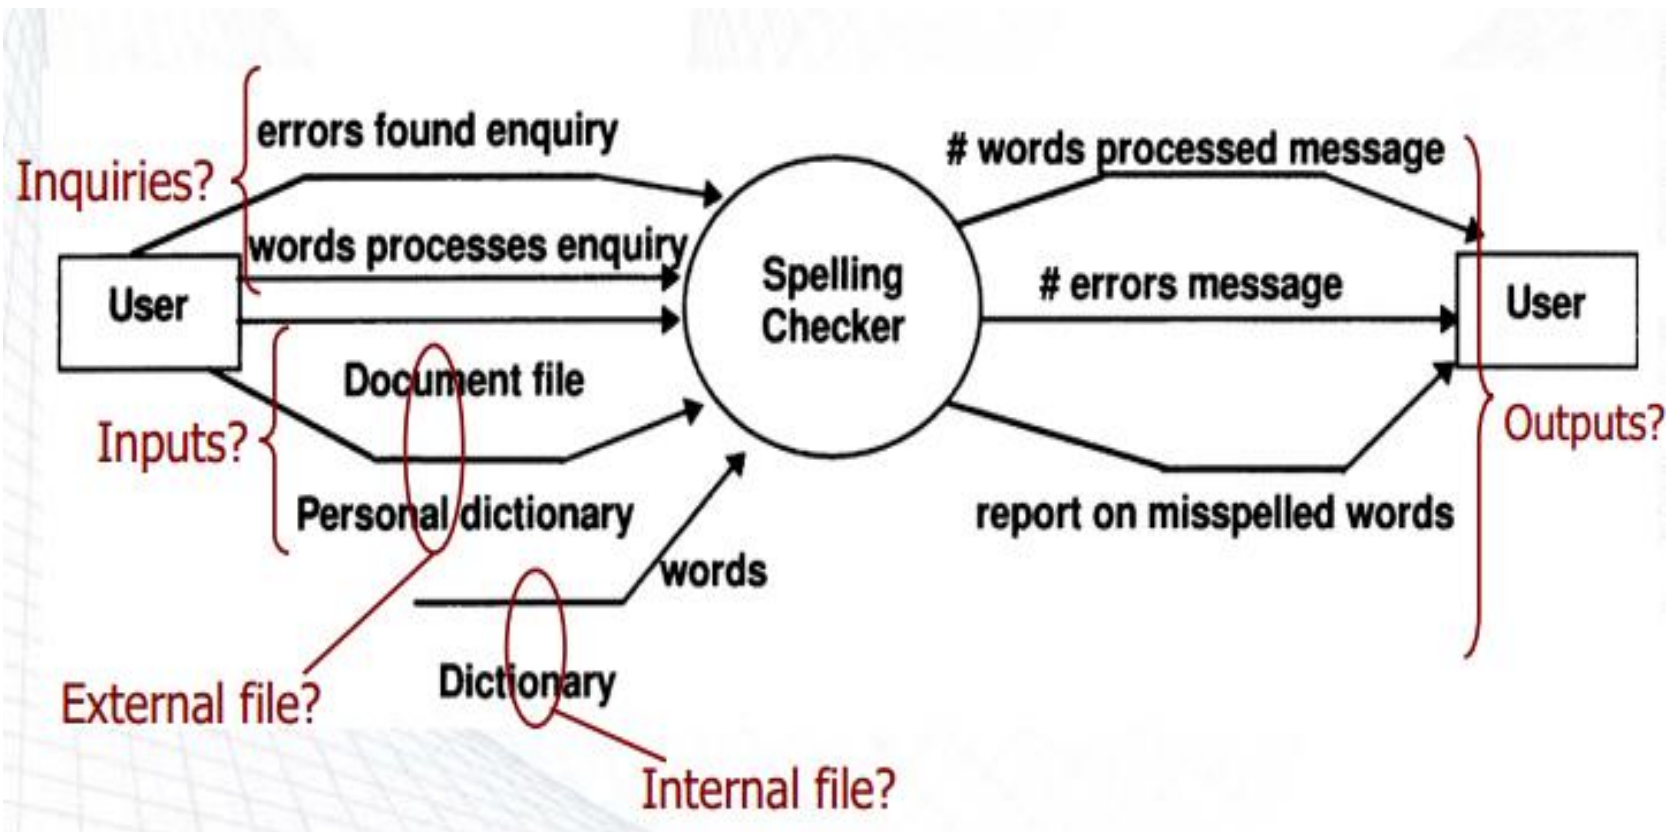 errors found enquiry
# words processed message
Inquiries?
words processes enquiry
Spelling
Checker
# errors message
User
User
Document file
Inputs?
Outputs?
Personal dictionary
report on misspelled words
words
Dictionary
External file?
Internal file?